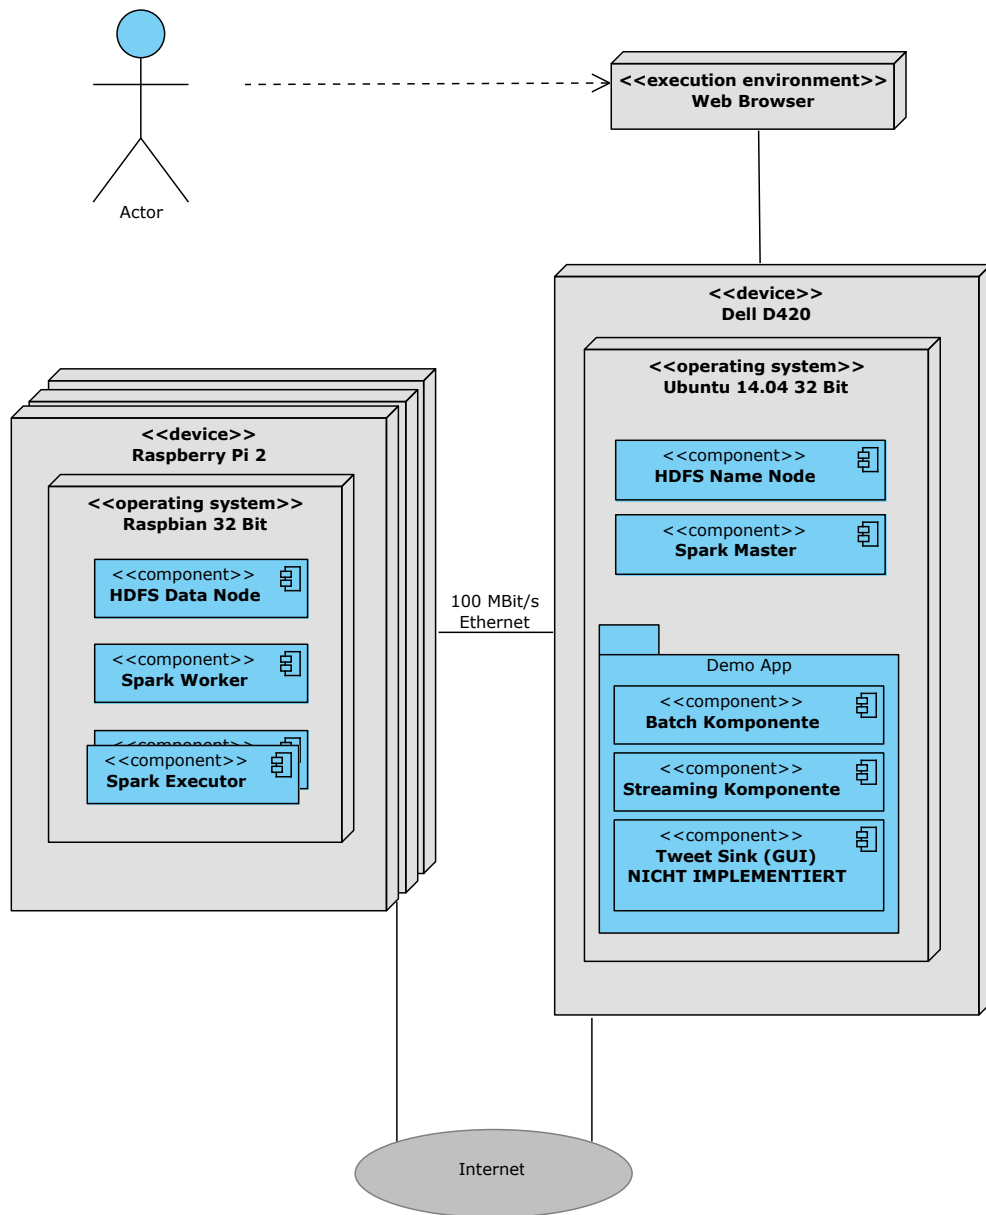 <<execution environment>>
Web Browser
Actor
<<device>>
Dell D420
<<operating system>>
Ubuntu 14.04 32 Bit
<<component>>
HDFS Name Node
<<component>>
Spark Master
Demo App
<<component>>
Batch Komponente
<<component>>
Streaming Komponente
<<component>>
Tweet Sink (GUI)
NICHT IMPLEMENTIERT
<<device>>
Raspberry Pi 2
<<operating system>>
Raspbian 32 Bit
<<component>>
HDFS Data Node
<<component>>
Spark Worker
<<component>>
<<component>>
Spark Executor
100 MBit/s
Ethernet
Internet